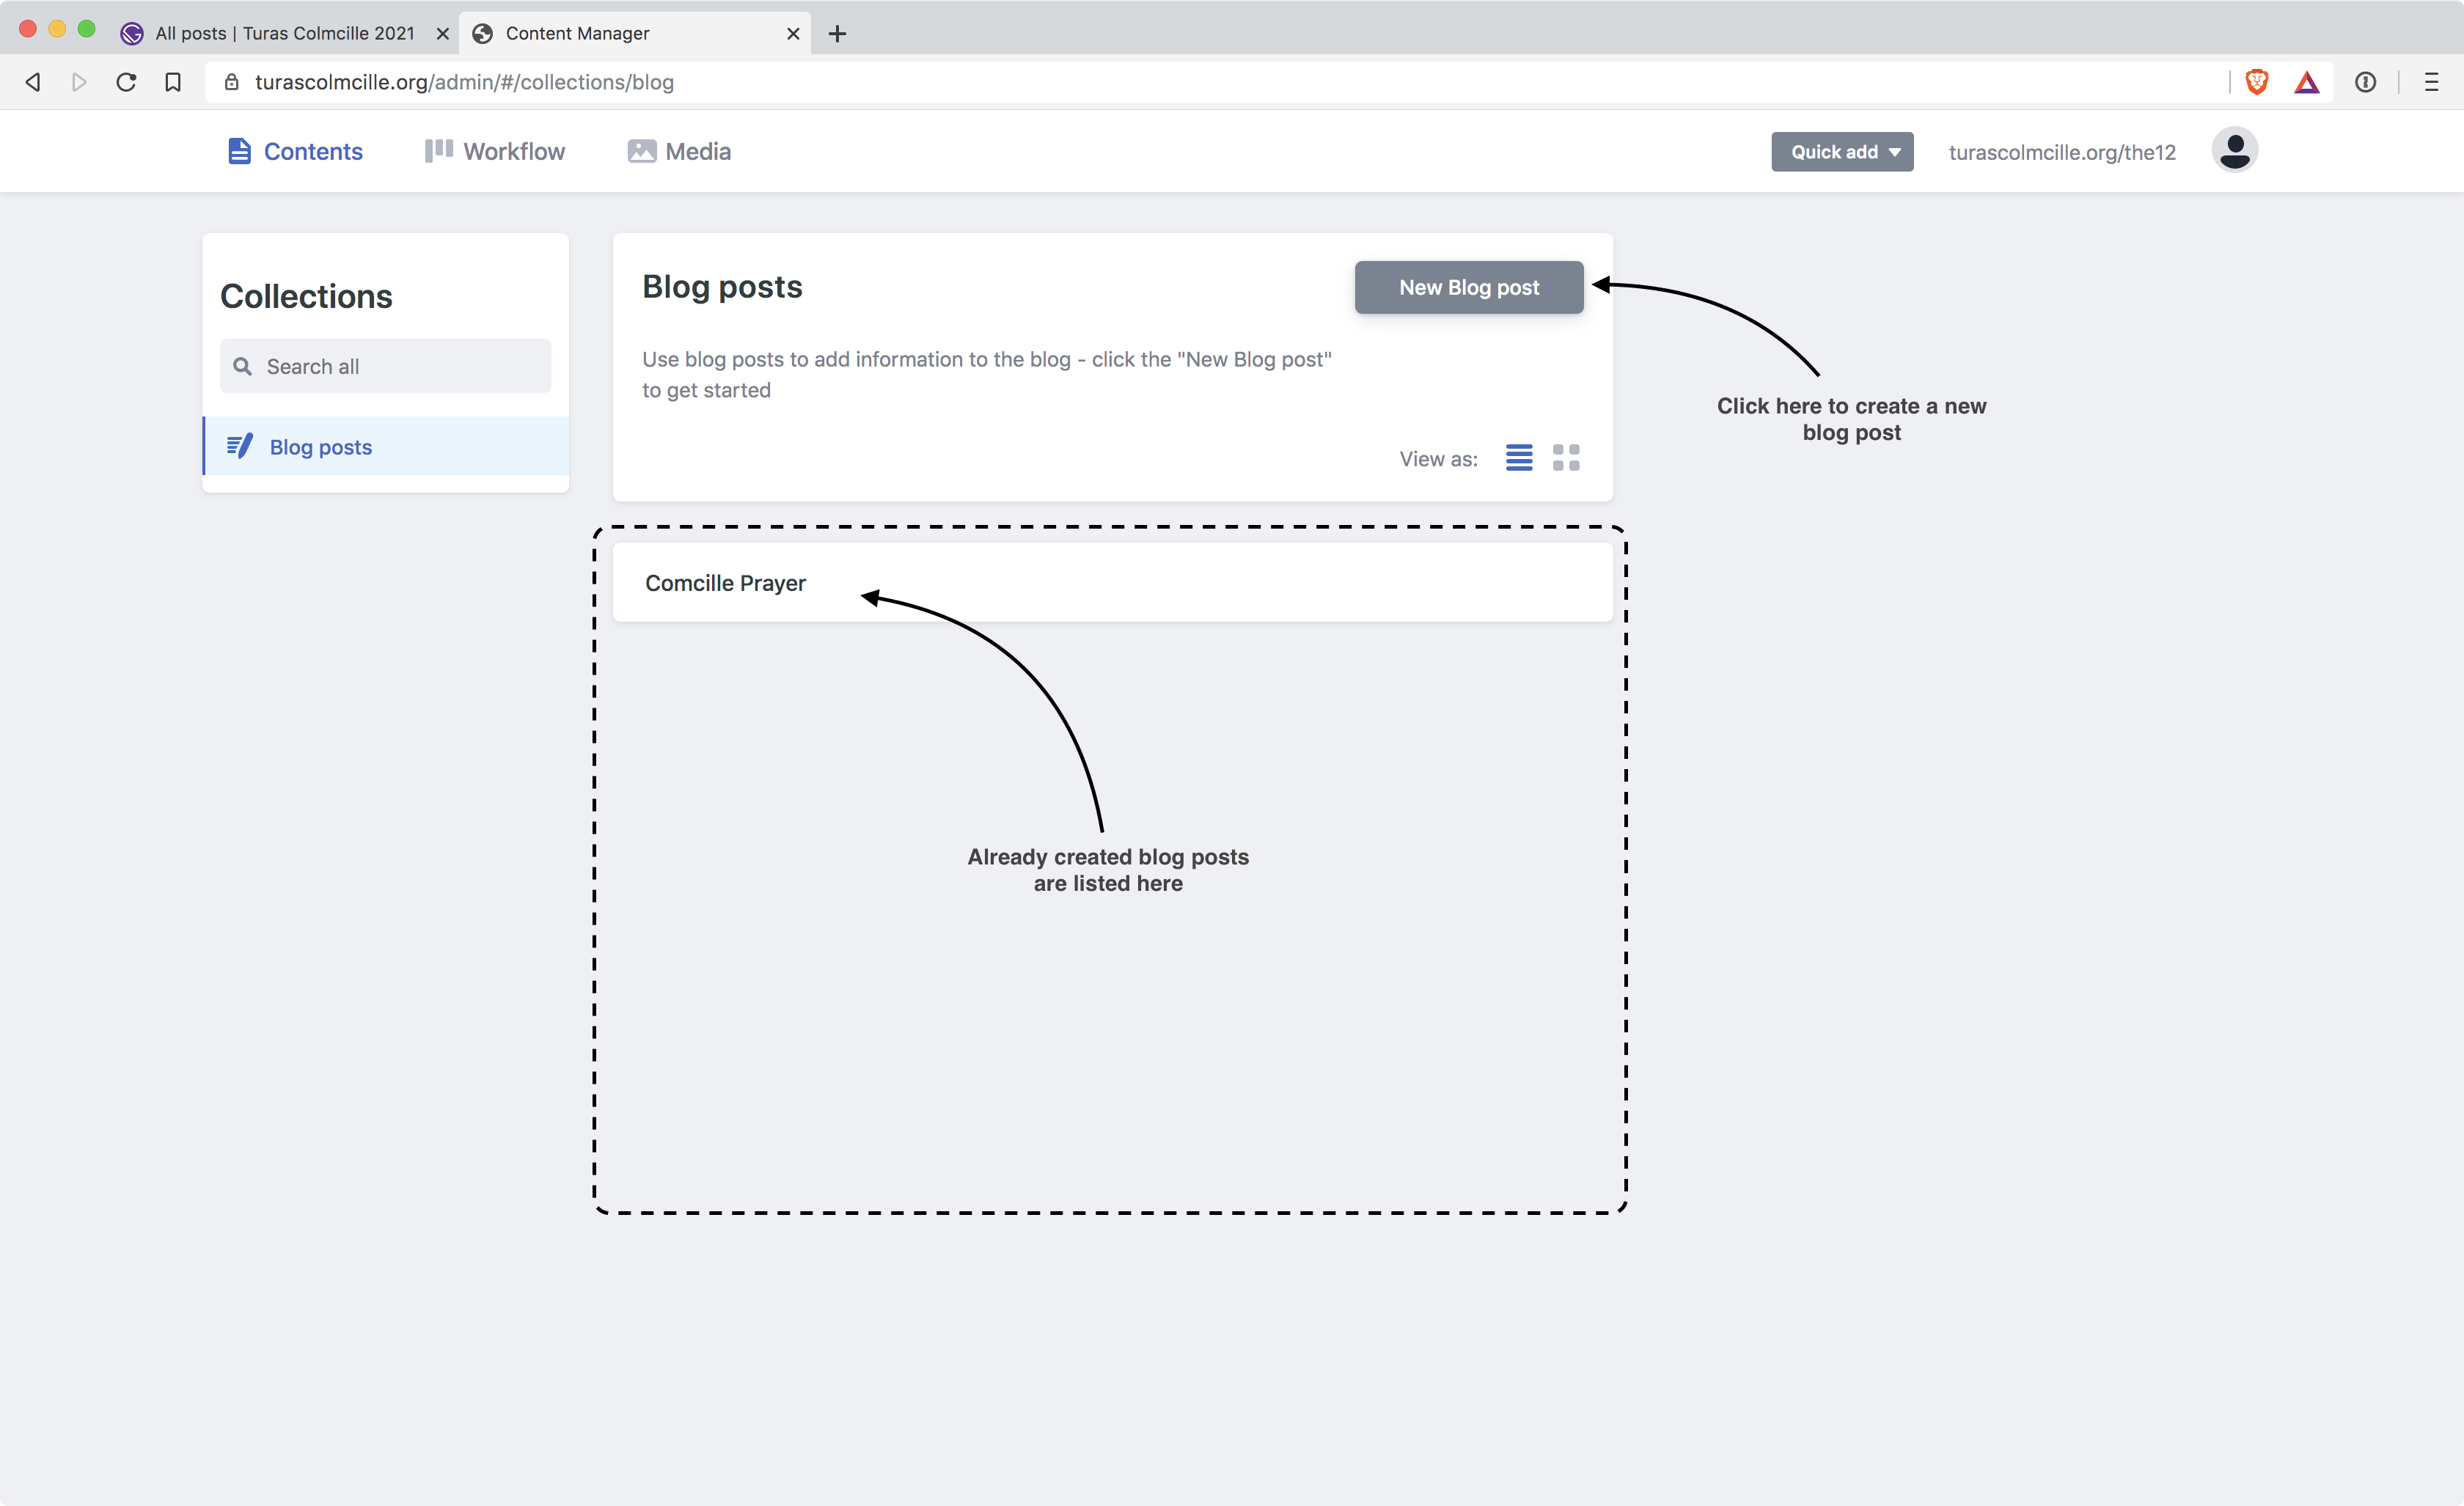 All posts | Turas Colmcille 2021
Content Manager
turascolmcille.org/admin/#/collections/blog
Contents
Workflow
Media
Quick add
turascolmcille.org/the12
Collections
Search all
Blog posts
Blog posts
New Blog post
Use blog posts to add information to the blog - click the "New Blog post"
to get started
View as:
Click here to create a new
blog post
Comcille Prayer
Already created blog posts
are listed here